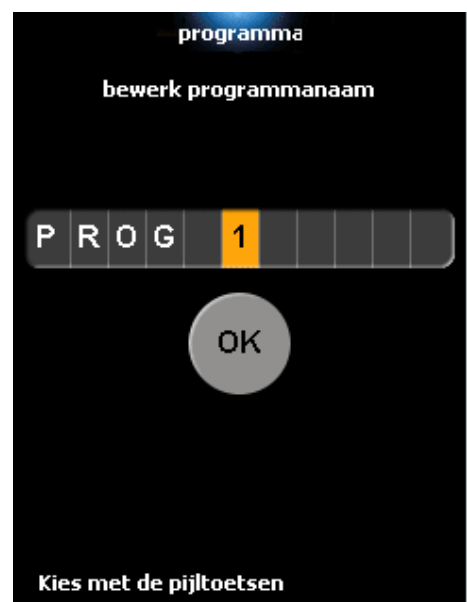 programma
bewerk programmanaam
PROG 1
OK
Kies met de pijltoetsen